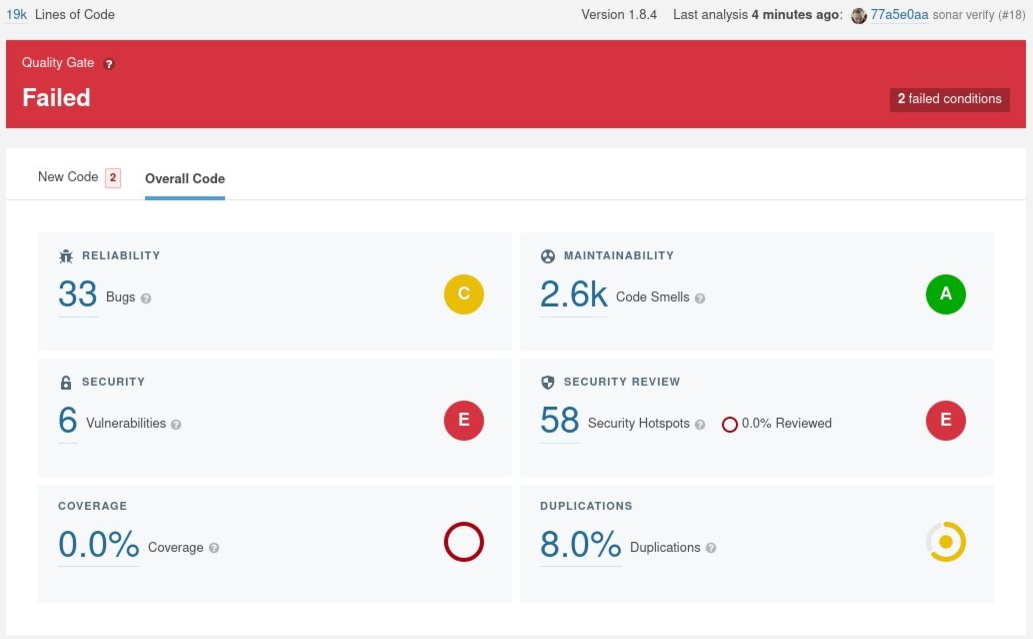 19k Lines of Code Version 1.8.4 Last analysis 4 minutes ago: 77a5e0aa sonar verify (#18)
Quality Gate ?
Failed
2 failed conditions
New Code 2 Overall Code
RELIABILITY
33 Bugs ? C
MAINTAINABILITY
2.6k Code Smells ? A
SECURITY
6 Vulnerabilities ? E
SECURITY REVIEW
58 Security Hotspots ? 0.0% Reviewed E
COVERAGE
0.0% Coverage ?
DUPLICATIONS
8.0% Duplications ?